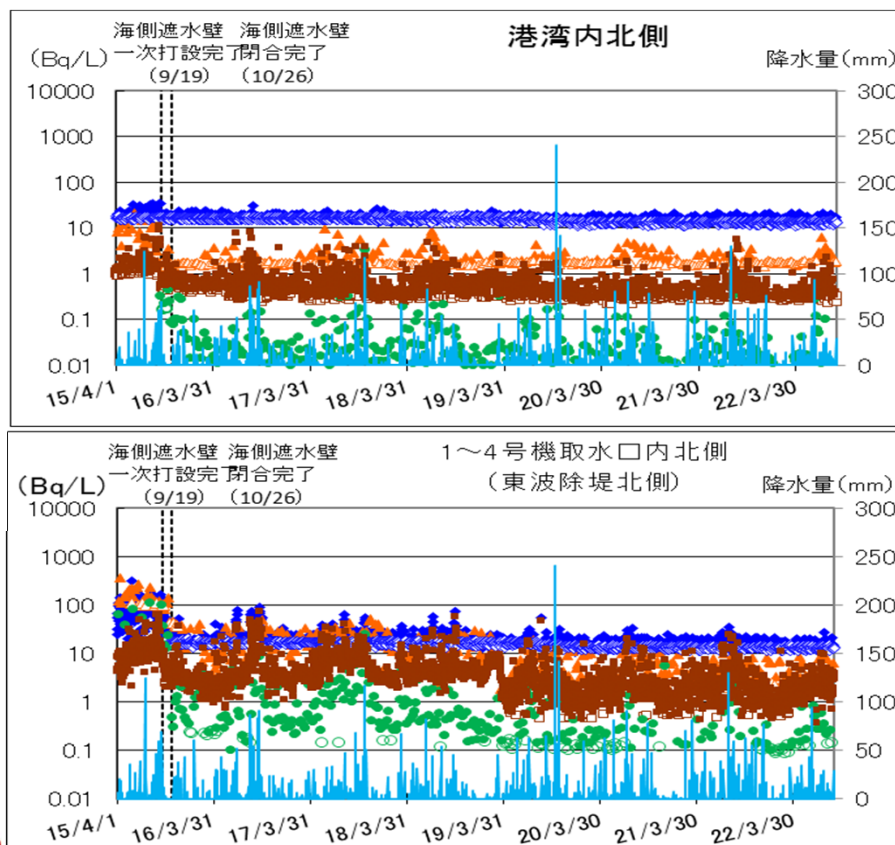 海側遮水壁 海側遮水壁
港湾内北側
(Bq/L) 一次打設完了 閉合完了 降水量(mm)
(9/19) (10/26)
10000 300
1000 250
100 200
10 150
1 100
0.1 50
0.01 0
15/4/1 16/3/31 17/3/31 18/3/31 19/3/31 20/3/30 21/3/30 22/3/30
海側遮水壁 海側遮水壁 1～4号機取水口内北側
一次打設完了 閉合完了 (東波除堤北側)
(Bq/L) (9/19) (10/26) 降水量(mm)
10000 300
1000 250
100 200
10 150
1 100
0.1 50
0.01 0
15/4/1 16/3/31 17/3/31 18/3/31 19/3/31 20/3/30 21/3/30 22/3/30